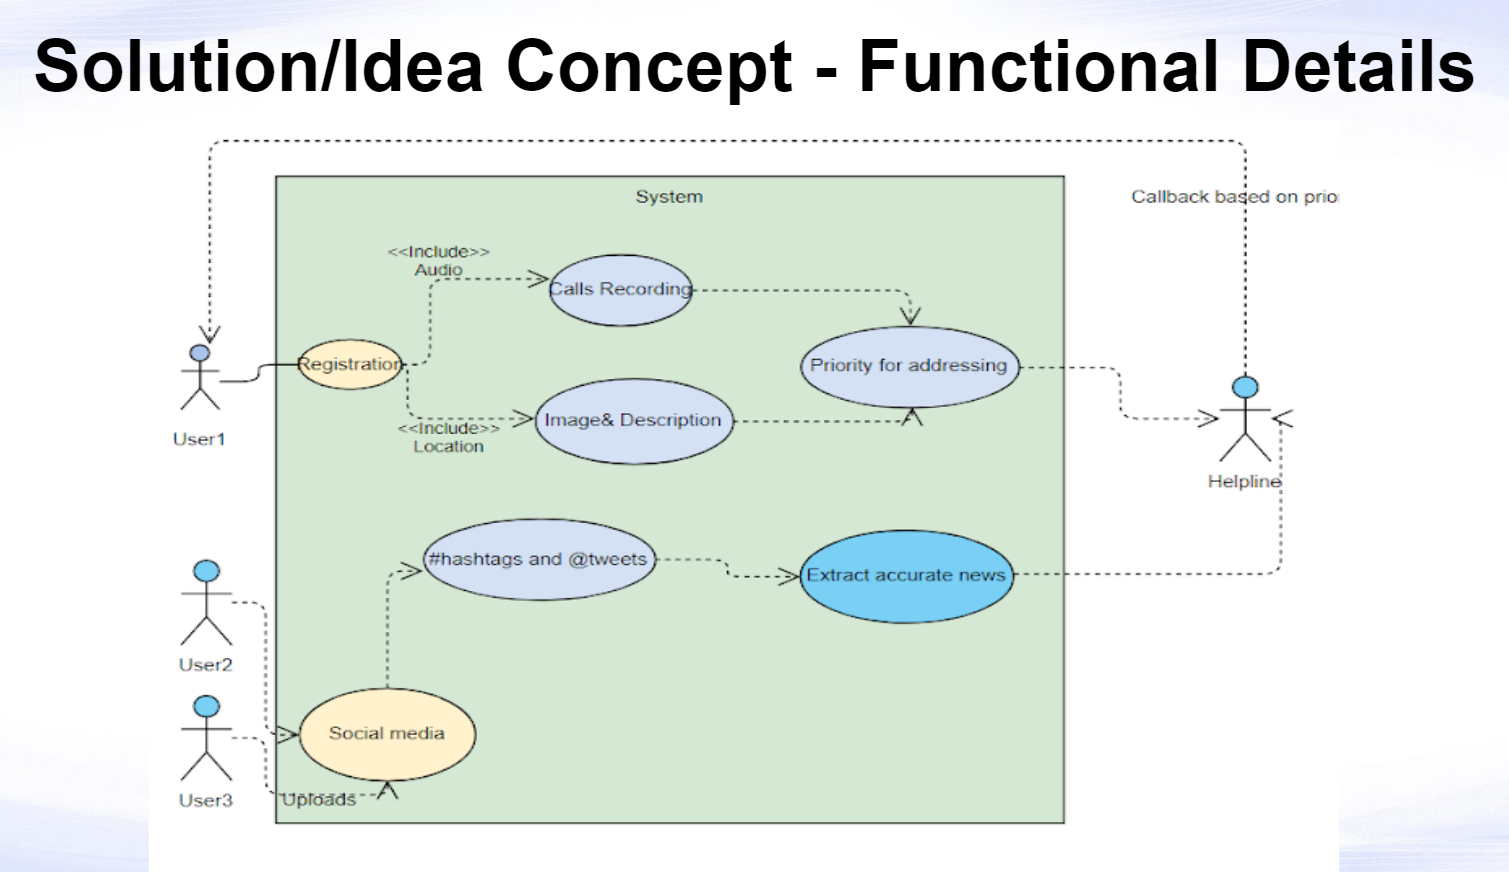 Solution/Idea Concept - Functional Details
System
Callback based on prior
<<Include>>
Audio
Calls Recording
Registration
Priority for addressing
Image& Description
<<Include>>
Location
User1
Helpline
#hashtags and @tweets
Extract accurate news
User2
Social media
User3
Uploads